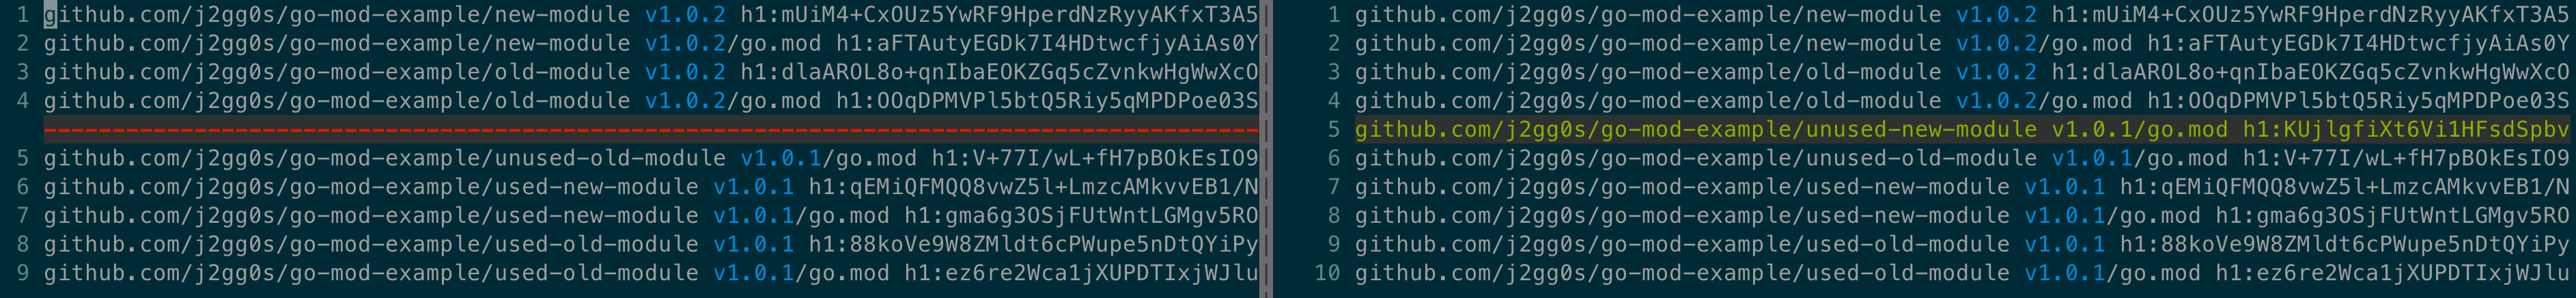 1 github.com/j2gg0s/go-mod-example/new-module v1.0.2 h1:mUiM4+CxOUz5YwRF9HperdNzRyyAKfxT3A5
2 github.com/j2gg0s/go-mod-example/new-module v1.0.2/go.mod h1:aFTAutyEGDk7I4HDtwcfjyAiAs0Y
3 github.com/j2gg0s/go-mod-example/old-module v1.0.2 h1:dlaAROL8o+qnIbaEOKZGq5cZvnkwHgWwXcO
4 github.com/j2gg0s/go-mod-example/old-module v1.0.2/go.mod h1:OOqDPMVPl5btQ5Riy5qMPDPoe03S
5 github.com/j2gg0s/go-mod-example/unused-old-module v1.0.1/go.mod h1:V+77I/wL+fH7pBOkEsIO9
6 github.com/j2gg0s/go-mod-example/used-new-module v1.0.1 h1:qEMiQFMQQ8vwZ5l+LmzcAMkvvEB1/N
7 github.com/j2gg0s/go-mod-example/used-new-module v1.0.1/go.mod h1:gma6g3OSjFUtWntLGMgv5RO
8 github.com/j2gg0s/go-mod-example/used-old-module v1.0.1 h1:88koVe9W8ZMldt6cPWupe5nDtQYiPy
9 github.com/j2gg0s/go-mod-example/used-old-module v1.0.1/go.mod h1:ez6re2Wca1jXUPDTIxjWJlu
1 github.com/j2gg0s/go-mod-example/new-module v1.0.2 h1:mUiM4+CxOUz5YwRF9HperdNzRyyAKfxT3A5
2 github.com/j2gg0s/go-mod-example/new-module v1.0.2/go.mod h1:aFTAutyEGDk7I4HDtwcfjyAiAs0Y
3 github.com/j2gg0s/go-mod-example/old-module v1.0.2 h1:dlaAROL8o+qnIbaEOKZGq5cZvnkwHgWwXcO
4 github.com/j2gg0s/go-mod-example/old-module v1.0.2/go.mod h1:OOqDPMVPl5btQ5Riy5qMPDPoe03S
5 github.com/j2gg0s/go-mod-example/unused-new-module v1.0.1/go.mod h1:KUjlgfiXt6Vi1HFsdSpbv
6 github.com/j2gg0s/go-mod-example/unused-old-module v1.0.1/go.mod h1:V+77I/wL+fH7pBOkEsIO9
7 github.com/j2gg0s/go-mod-example/used-new-module v1.0.1 h1:qEMiQFMQQ8vwZ5l+LmzcAMkvvEB1/N
8 github.com/j2gg0s/go-mod-example/used-new-module v1.0.1/go.mod h1:gma6g3OSjFUtWntLGMgv5RO
9 github.com/j2gg0s/go-mod-example/used-old-module v1.0.1 h1:88koVe9W8ZMldt6cPWupe5nDtQYiPy
10 github.com/j2gg0s/go-mod-example/used-old-module v1.0.1/go.mod h1:ez6re2Wca1jXUPDTIxjWJlu